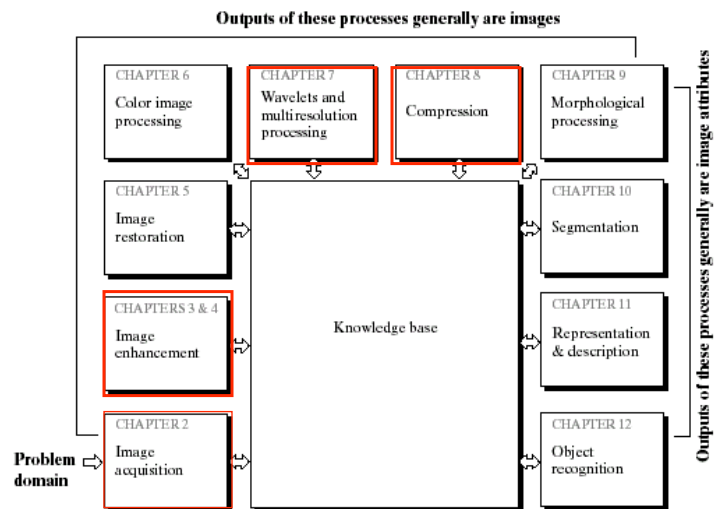 Outputs of these processes generally are images
CHAPTER 6
Color image
processing
CHAPTER 7
Wavelets and
multiresolution
processing
CHAPTER 8
Compression
CHAPTER 9
Morphological
processing
CHAPTER 5
Image
restoration
CHAPTERS 3 & 4
Image
enhancement
CHAPTER 2
Image
acquisition
Problem
domain
Knowledge base
CHAPTER 10
Segmentation
CHAPTER 11
Representation
& description
CHAPTER 12
Object
recognition
Outputs of these processes generally are image attributes